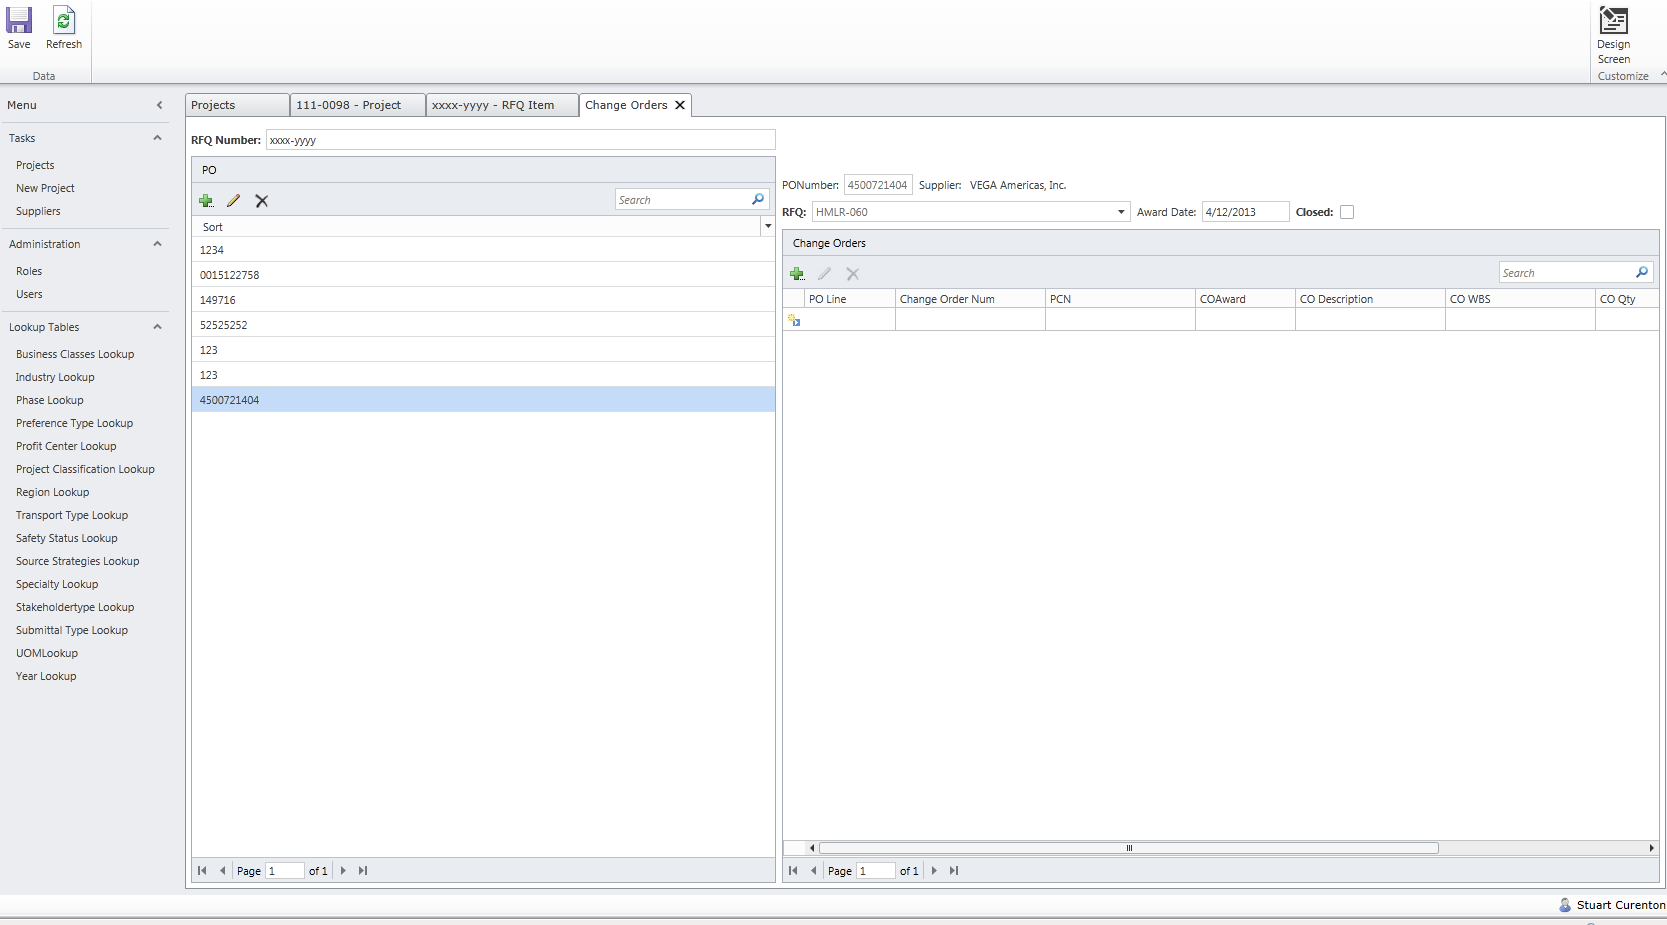 Save
Refresh
Data
Design
Screen
Customize
Menu
Tasks
Projects
New Project
Suppliers
Administration
Roles
Users
Lookup Tables
Business Classes Lookup
Industry Lookup
Phase Lookup
Preference Type Lookup
Profit Center Lookup
Project Classification Lookup
Region Lookup
Transport Type Lookup
Safety Status Lookup
Source Strategies Lookup
Specialty Lookup
Stakeholdertype Lookup
Submittal Type Lookup
UOMLookup
Year Lookup
Projects
111-0098 - Project
xxxx-yyyy - RFQ Item
Change Orders
RFQ Number: xxxx-yyyy
PO
Search
Sort
1234
0015122758
149716
52525252
123
123
4500721404
Page 1 of 1
PONumber: 4500721404 Supplier: VEGA Americas, Inc.
RFQ: HMLR-060 Award Date: 4/12/2013 Closed:
Change Orders
Search
PO Line Change Order Num PCN COAward CO Description CO WBS CO Qty
Page 1 of 1
Stuart Curenton